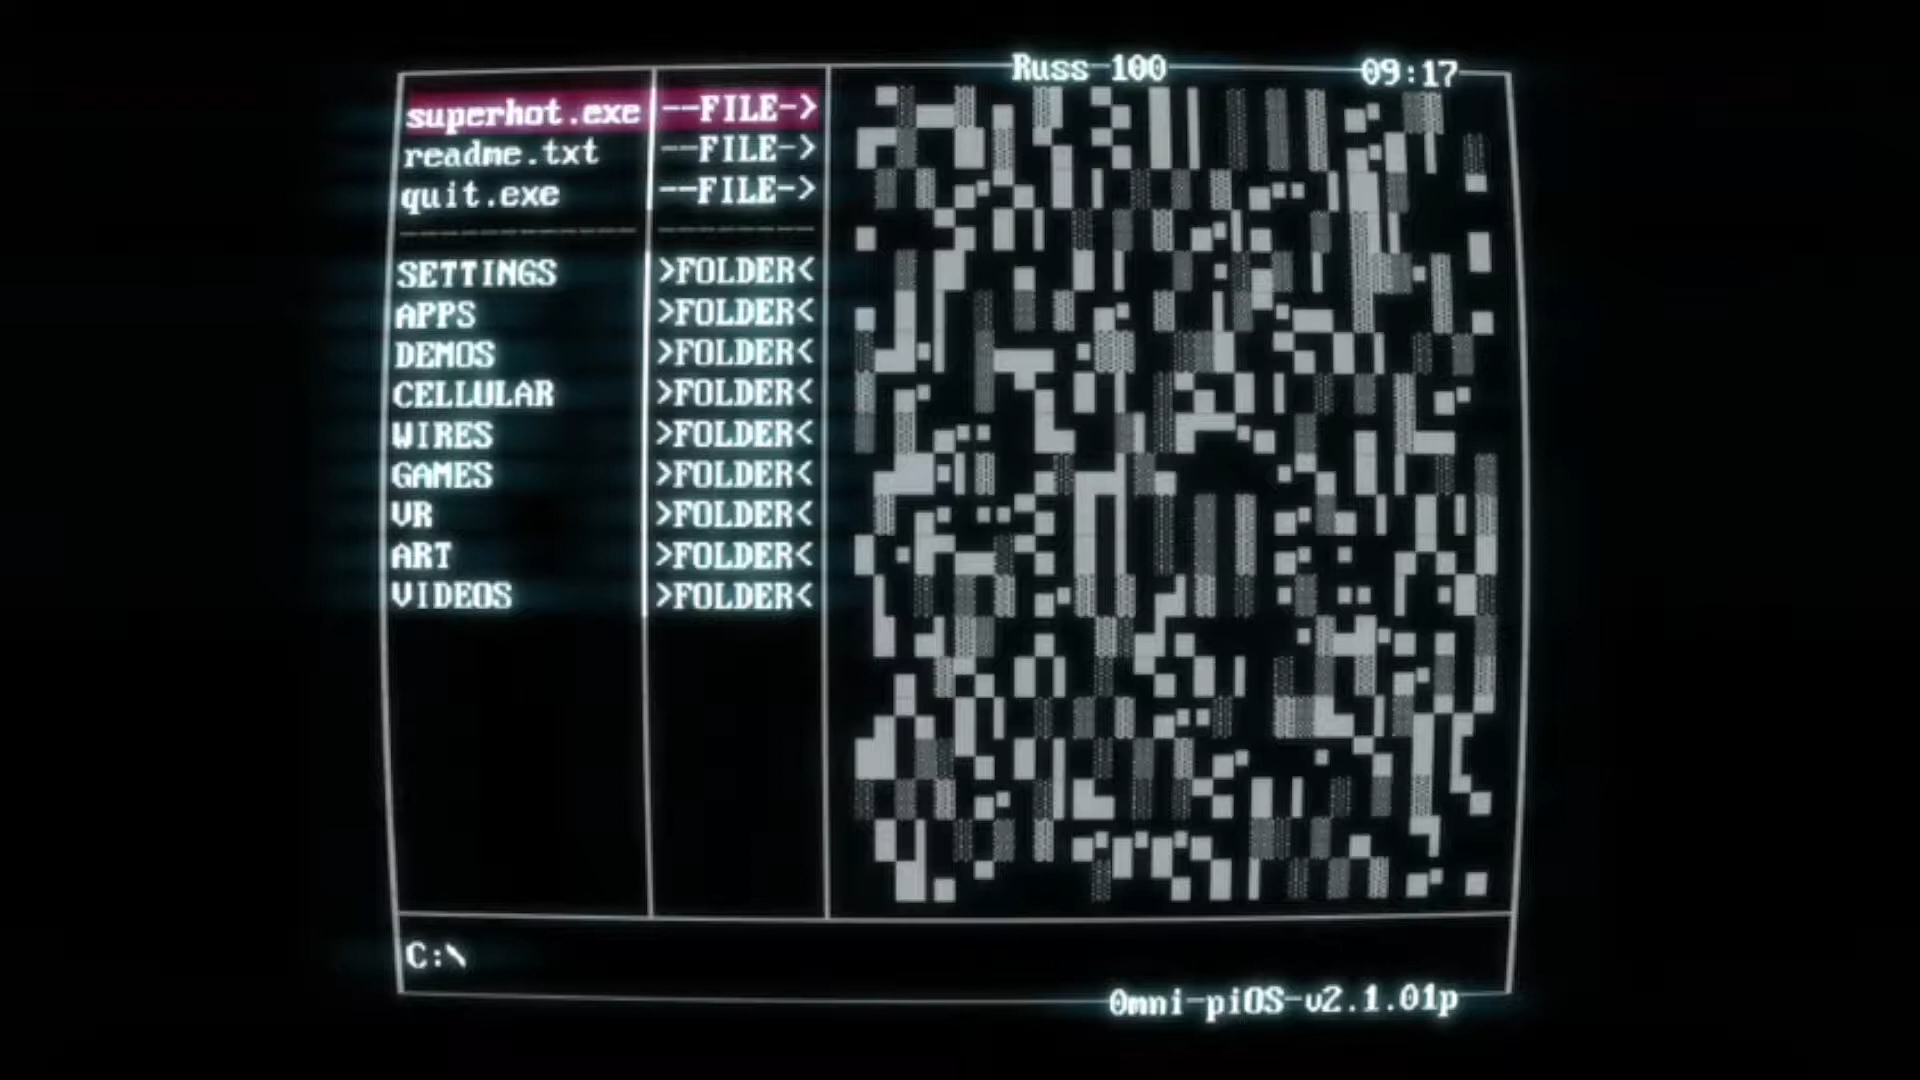 Russ 100
09:17
superhot.exe --FILE->
readme.txt --FILE->
quit.exe --FILE->
SETTINGS >FOLDER<
APPS >FOLDER<
DEMOS >FOLDER<
CELLULAR >FOLDER<
WIRES >FOLDER<
GAMES >FOLDER<
VR >FOLDER<
ART >FOLDER<
VIDEOS >FOLDER<
C:\
0mni-piOS-v2.1.01p